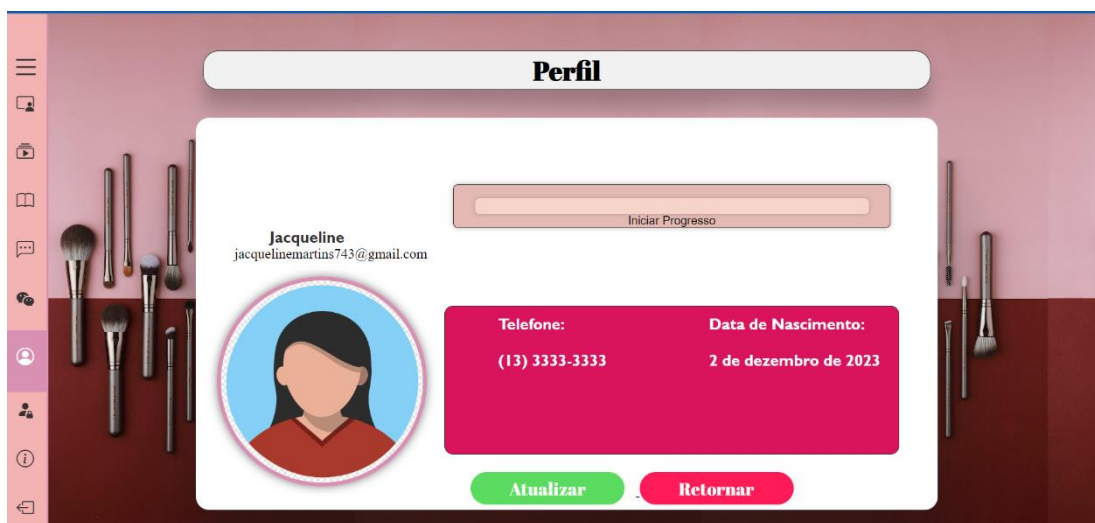 Perfil
Iniciar Progresso
Jacqueline
jacquelinemartins743@gmail.com
Telefone: Data de Nascimento:
(13) 3333-3333 2 de dezembro de 2023
Atualizar Retornar